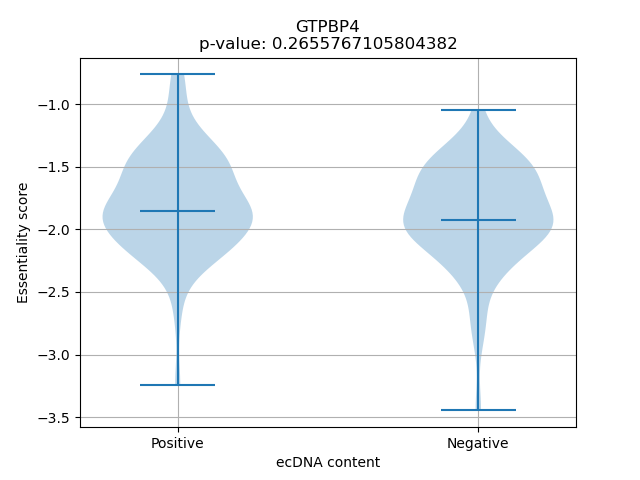 GTPBP4
p-value: 0.2655767105804382
−1.0
−1.5
−2.0
−2.5
−3.0
−3.5
Essentiality score
Positive
Negative
ecDNA content